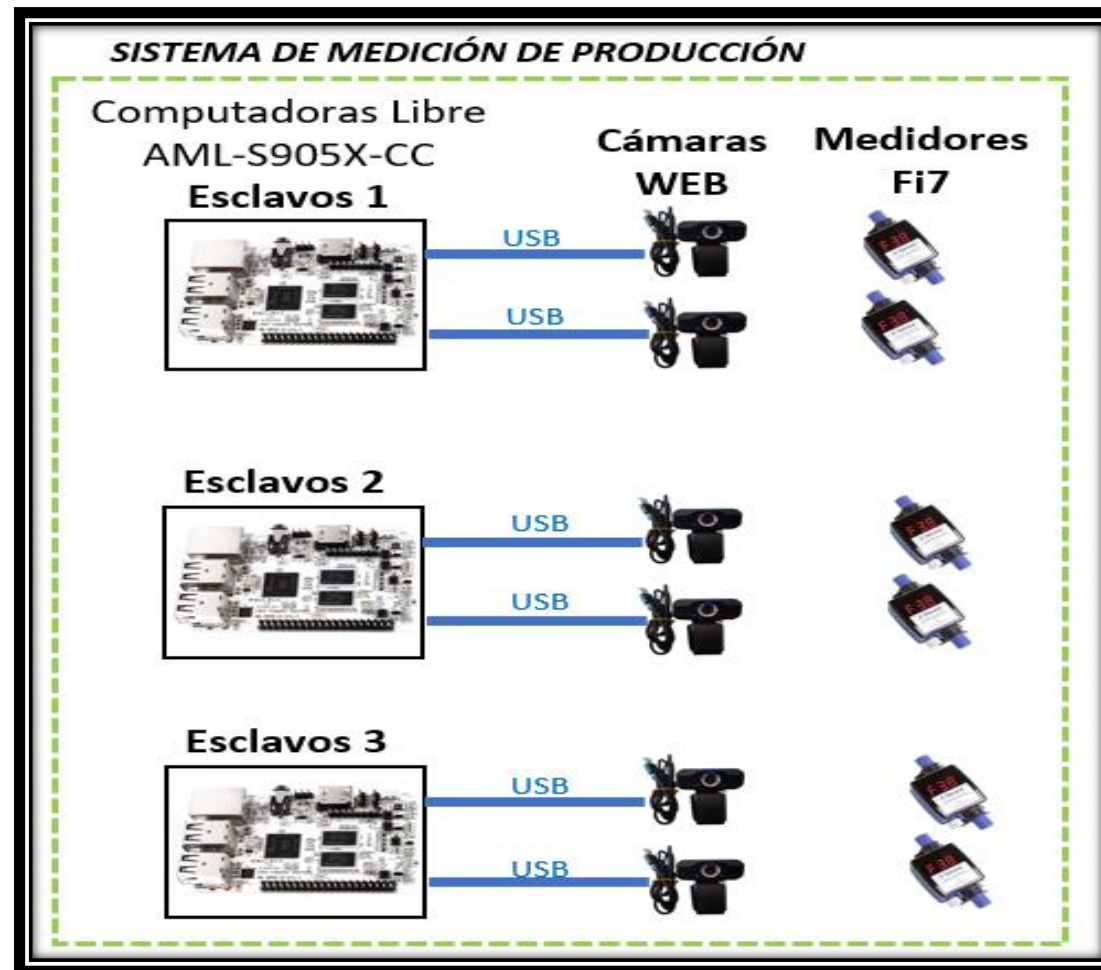 SISTEMA DE MEDICIÓN DE PRODUCCIÓN
Computadoras Libre
AML-S905X-CC
Cámaras
WEB
Medidores
Fi7
Esclavos 1
USB
USB
Esclavos 2
USB
USB
Esclavos 3
USB
USB